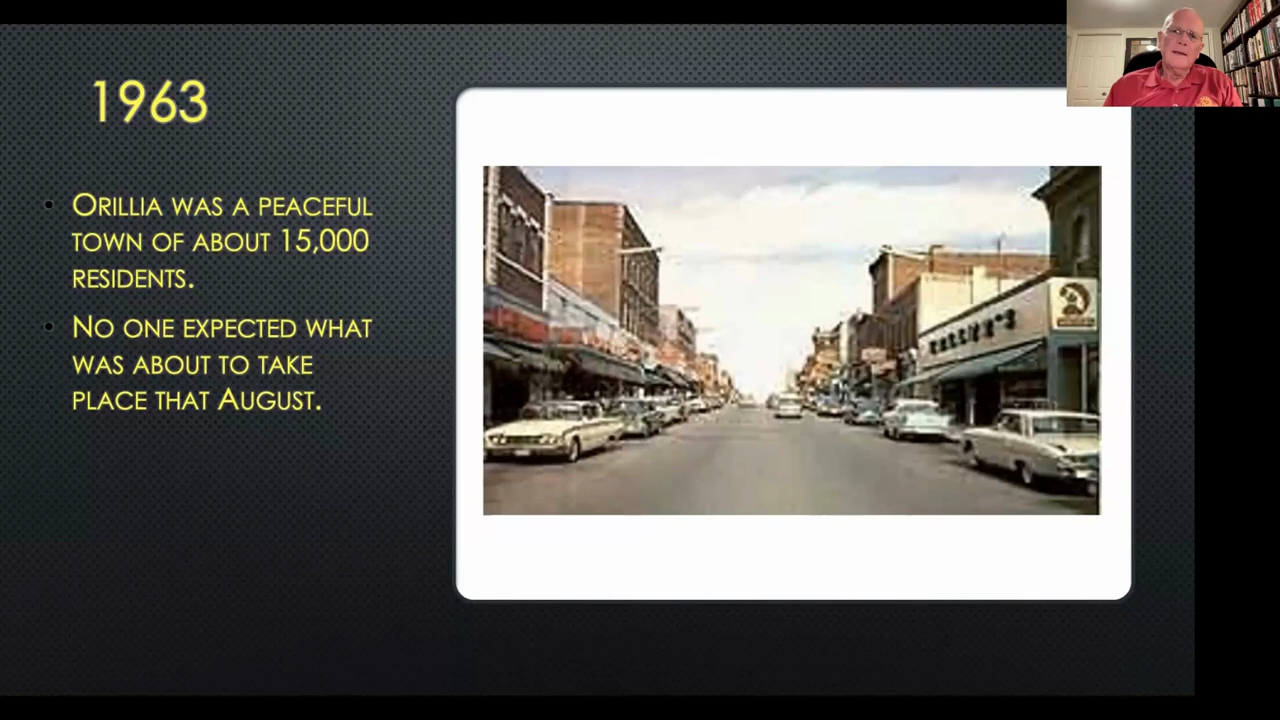 1963
ORILLIA WAS A PEACEFUL
TOWN OF ABOUT 15,000
RESIDENTS.
NO ONE EXPECTED WHAT
WAS ABOUT TO TAKE
PLACE THAT AUGUST.